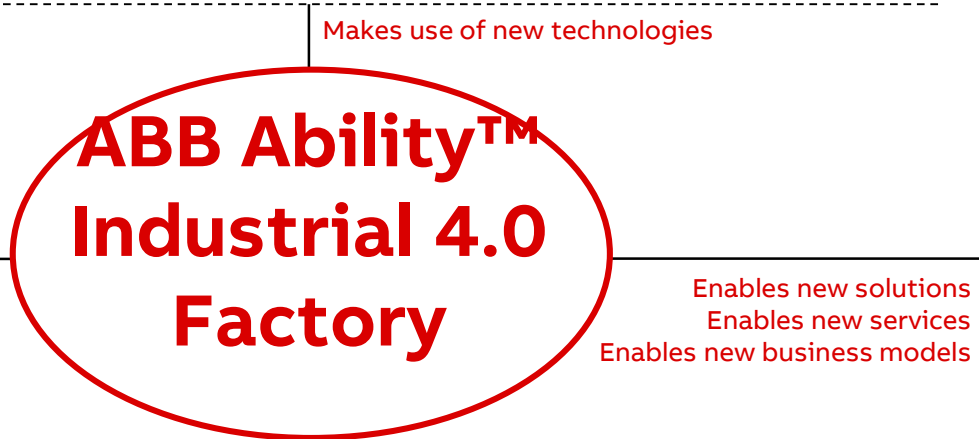 Makes use of new technologies
ABB Ability™
Industrial 4.0
Factory
Enables new solutions
Enables new services
Enables new business models